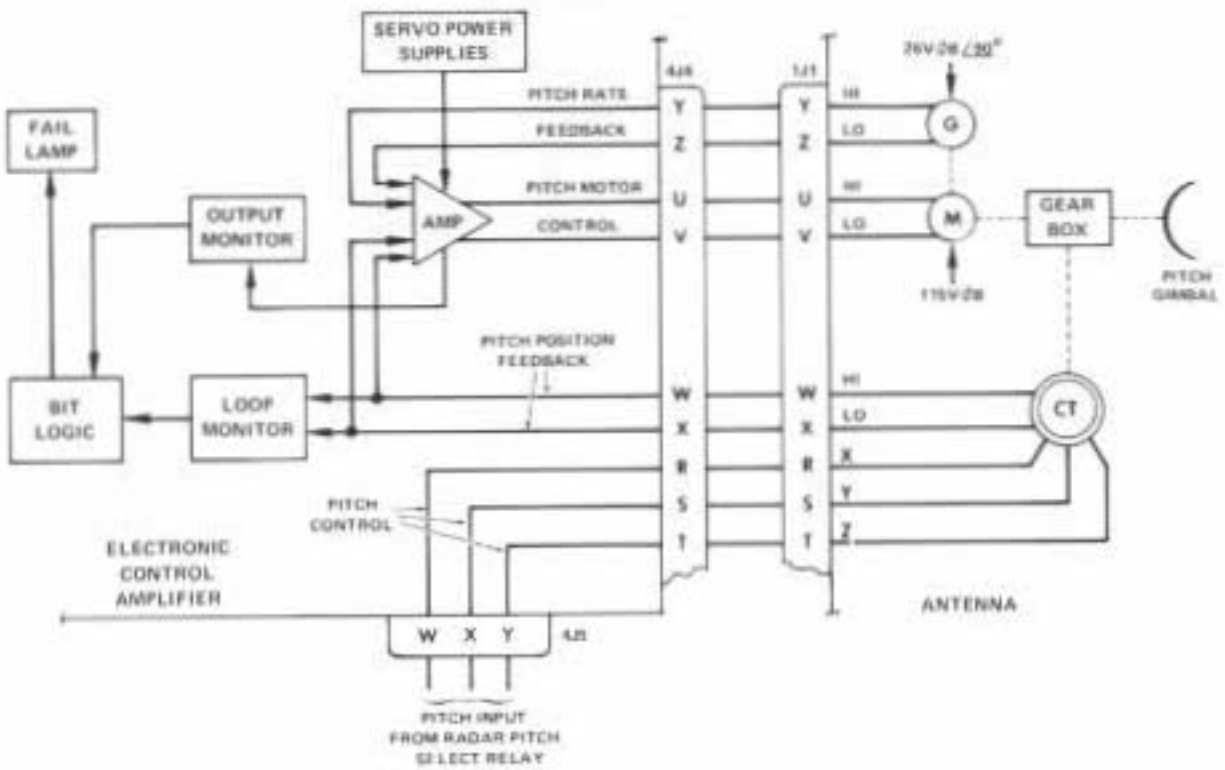 SERVO POWER
SUPPLIES
4J4
1J1
FAIL
LAMP
PITCH RATE
Y
Y
HI
G
FEEDBACK
Z
Z
LO
OUTPUT
MONITOR
AMP
PITCH MOTOR
U
U
HI
M
GEAR
BOX
CONTROL
V
V
LO
PITCH
GIMBAL
PITCH POSITION
FEEDBACK
BIT
LOGIC
LOOP
MONITOR
W
W
HI
CT
X
X
LO
R
R
X
PITCH
CONTROL
S
S
Y
T
T
Z
ELECTRONIC
CONTROL
AMPLIFIER
ANTENNA
W X Y
PITCH INPUT
FROM RADAR PITCH
SELECT RELAY